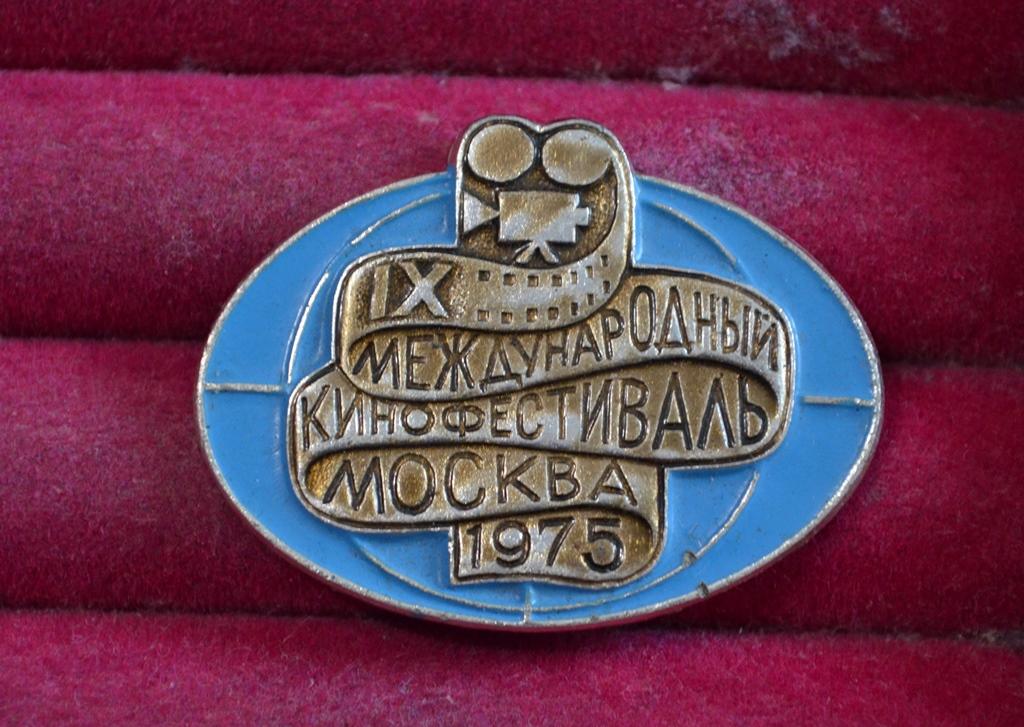 IX
МЕЖДУНАРОДНЫЙ
КИНОФЕСТИВАЛЬ
МОСКВА
1975